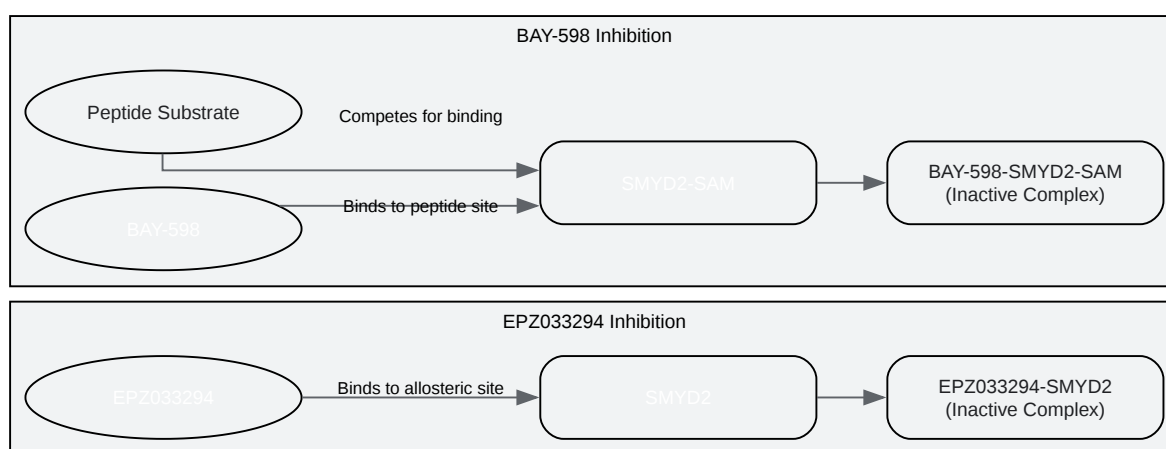 BAY-598 Inhibition
Peptide Substrate
Competes for binding
SMYD2-SAM
BAY-598-SMYD2-SAM
(Inactive Complex)
Binds to peptide site
BAY-598
EPZ033294 Inhibition
EPZ033294
Binds to allosteric site
SMYD2
EPZ033294-SMYD2
(Inactive Complex)